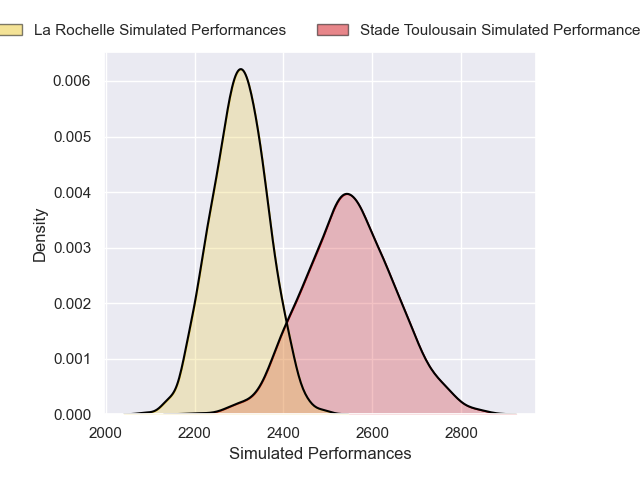 La Rochelle Simulated Performances
Stade Toulousain Simulated Performance
0.006
0.005
0.004
0.003
0.002
0.001
0.000
Density
2000 2200 2400 2600 2800
Simulated Performances